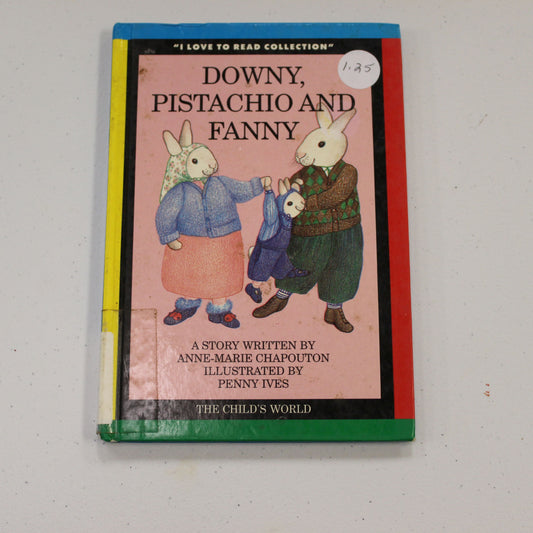 "I LOVE TO READ COLLECTION"
1.25
DOWNY,
PISTACHIO AND
FANNY
A STORY WRITTEN BY
ANNE-MARIE CHAPOUTON
ILLUSTRATED BY
PENNY IVES
THE CHILD'S WORLD